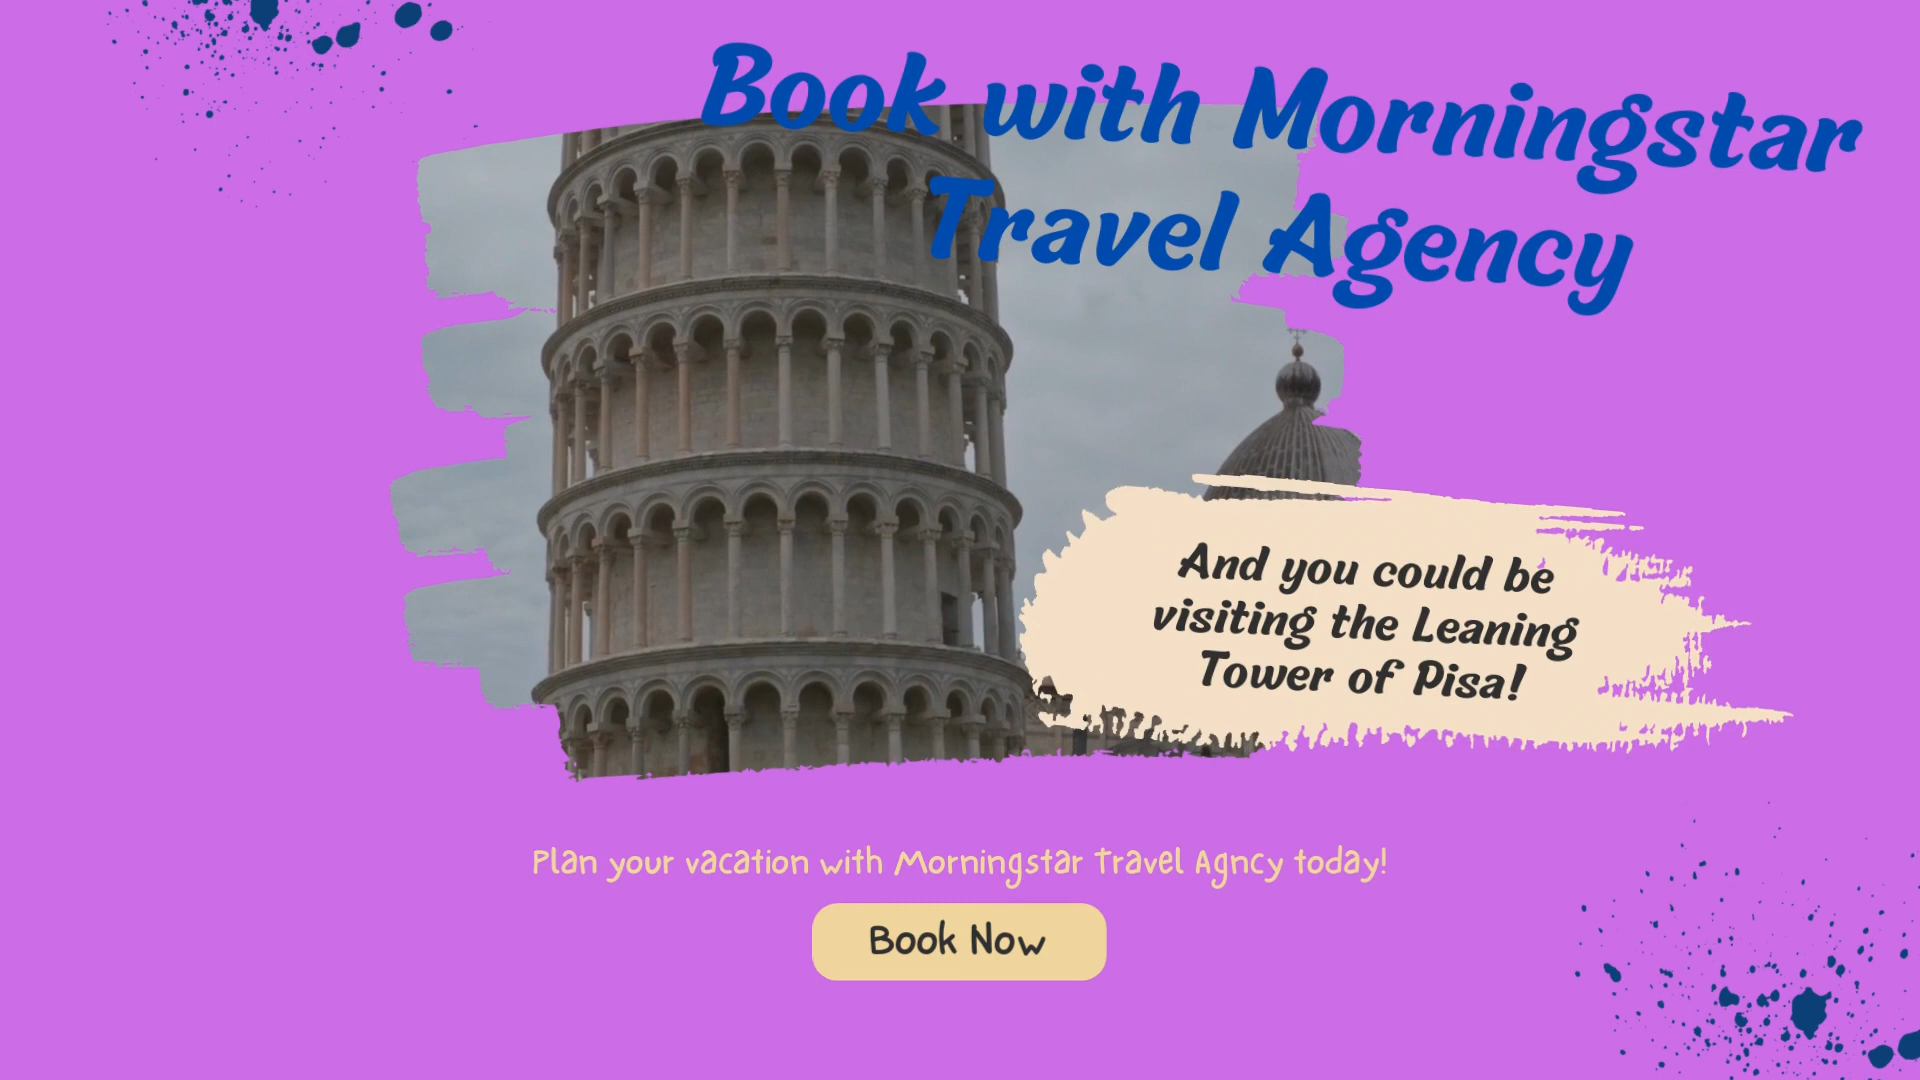 Book with Morningstar
Travel Agency
And you could be
visiting the Leaning
Tower of Pisa!
Plan your vacation with Morningstar Travel Agncy today!
Book Now